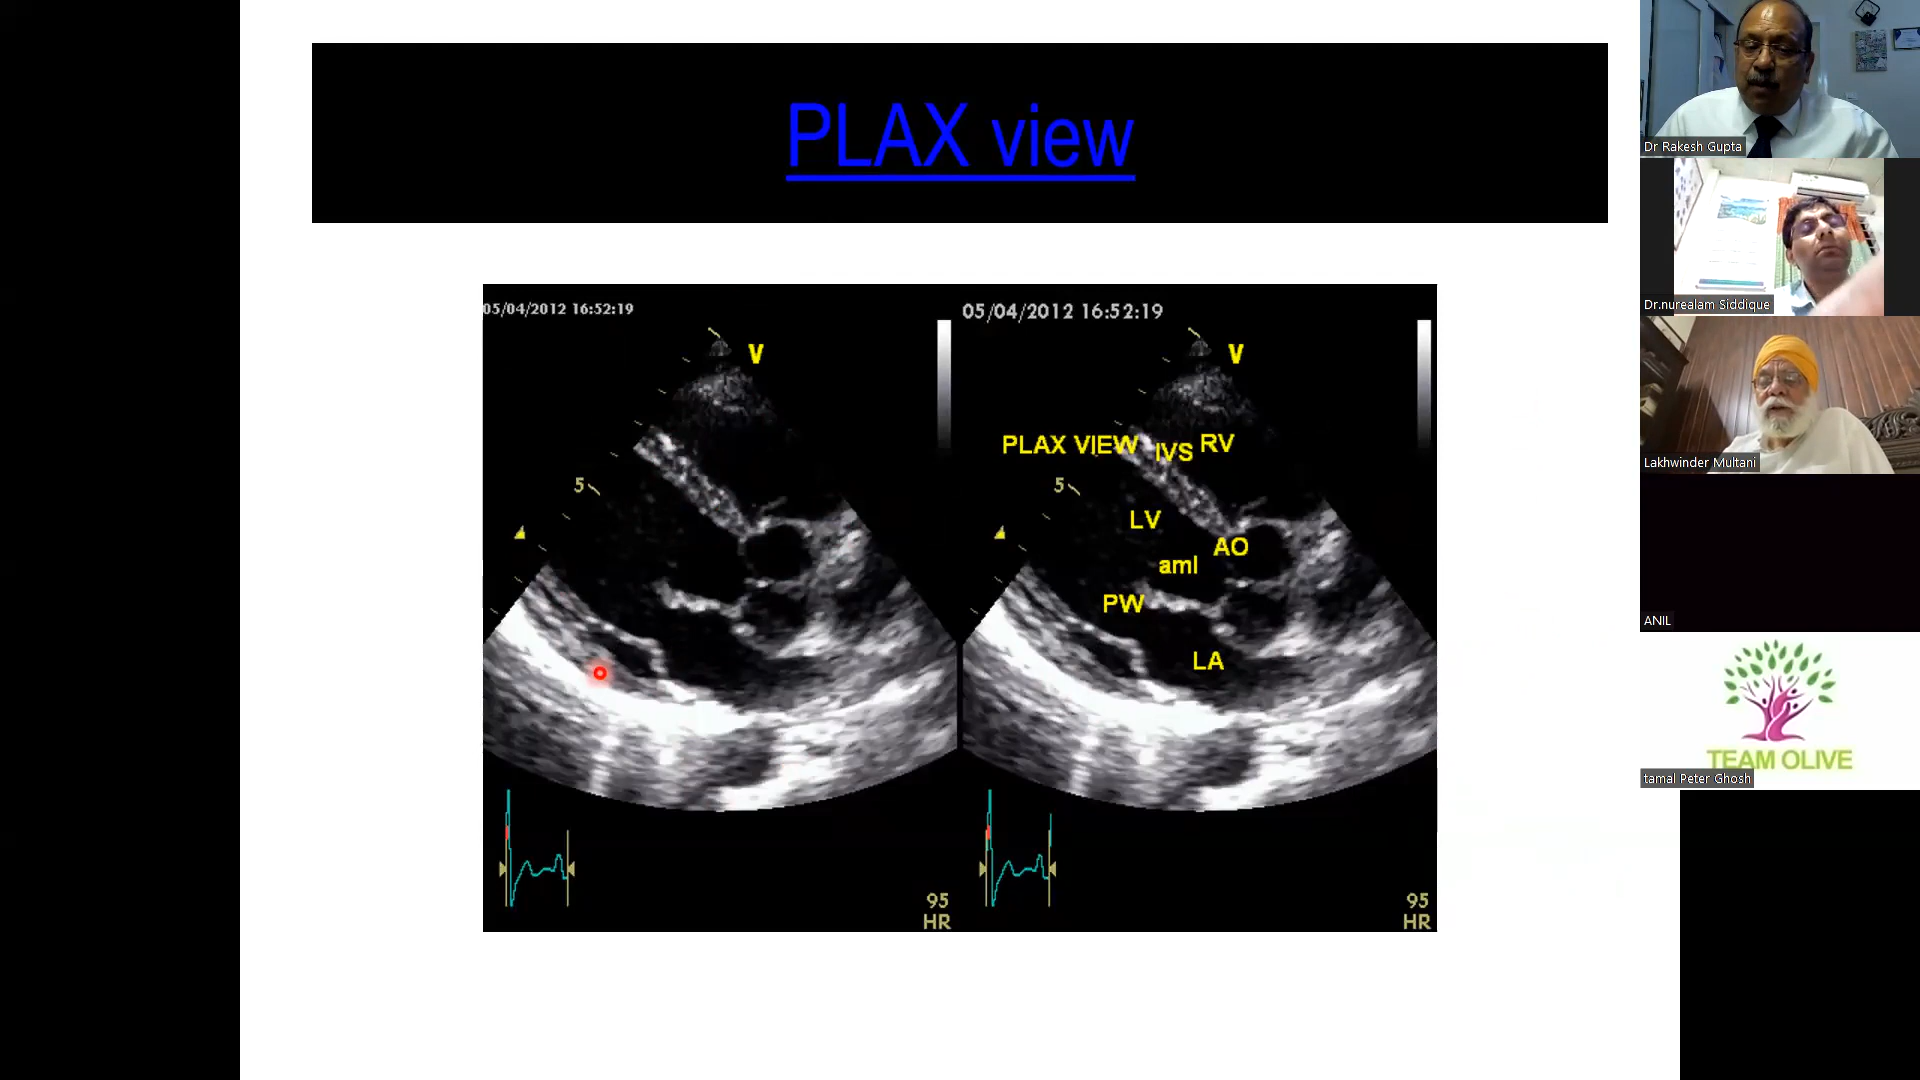 PLAX view
05/04/2012 16:52:19
V
5
95
HR
05/04/2012 16:52:19
V
PLAX VIEW
IVS
RV
5
LV
AO
aml
PW
LA
95
HR
Dr Rakesh Gupta
Dr.nurealam Siddique
Lakhwinder Multani
ANIL
TEAM OLIVE
tamal Peter Ghosh